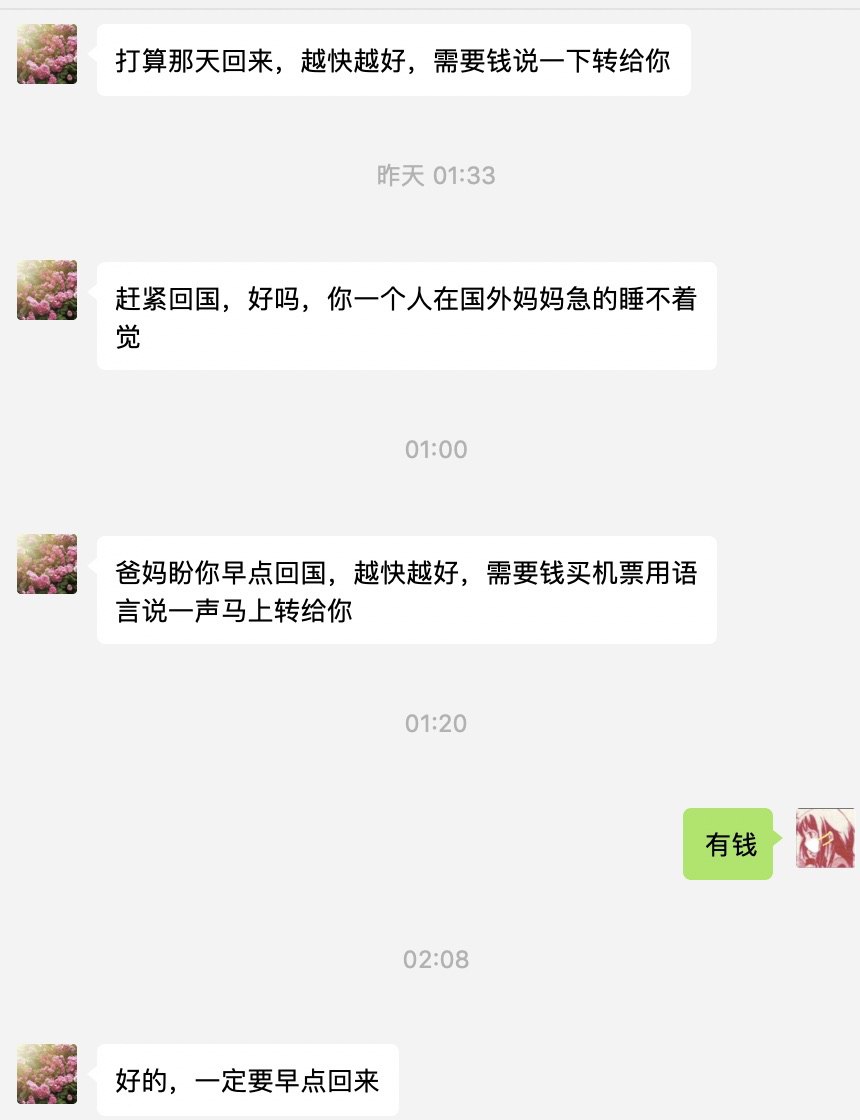 打算那天回来，越快越好，需要钱说一下转给你
昨天 01:33
赶紧回国，好吗，你一个人在国外妈妈急的睡不着
觉
01:00
爸妈盼你早点回国，越快越好，需要钱买机票用语
言说一声马上转给你
01:20
有钱
02:08
好的，一定要早点回来